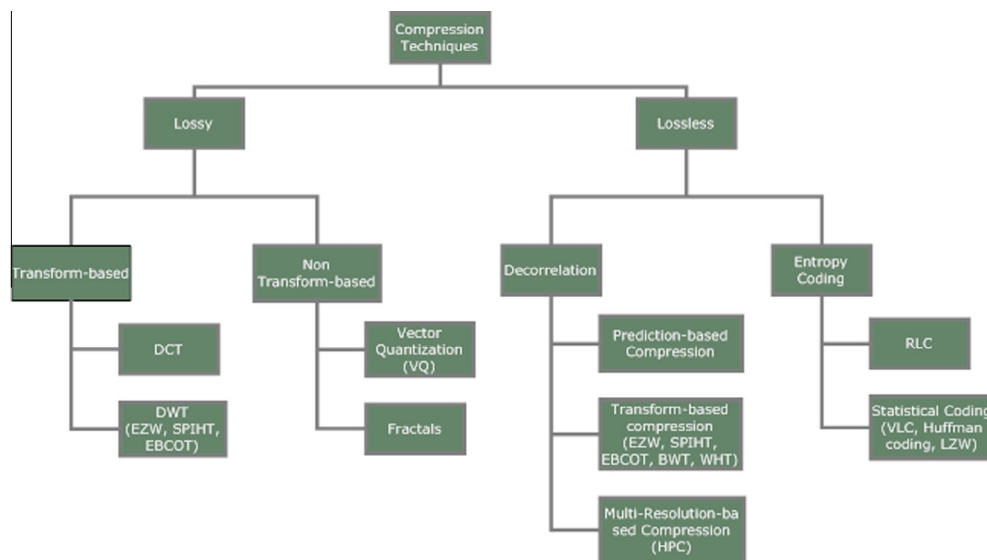 Compression
Techniques
Lossy
Lossless
Transform-based
Non
Transform-based
Decorrelation
Entropy
Coding
DCT
Vector
Quantization
(VQ)
Prediction-based
Compression
RLC
DWT
(EZW, SPIHT,
EBCOT)
Fractals
Transform-based
compression
(EZW, SPIHT,
EBCOT, BWT, WHT)
Statistical Coding
(VLC, Huffman
coding, LZW)
Multi-Resolution-ba
sed Compression
(HPC)